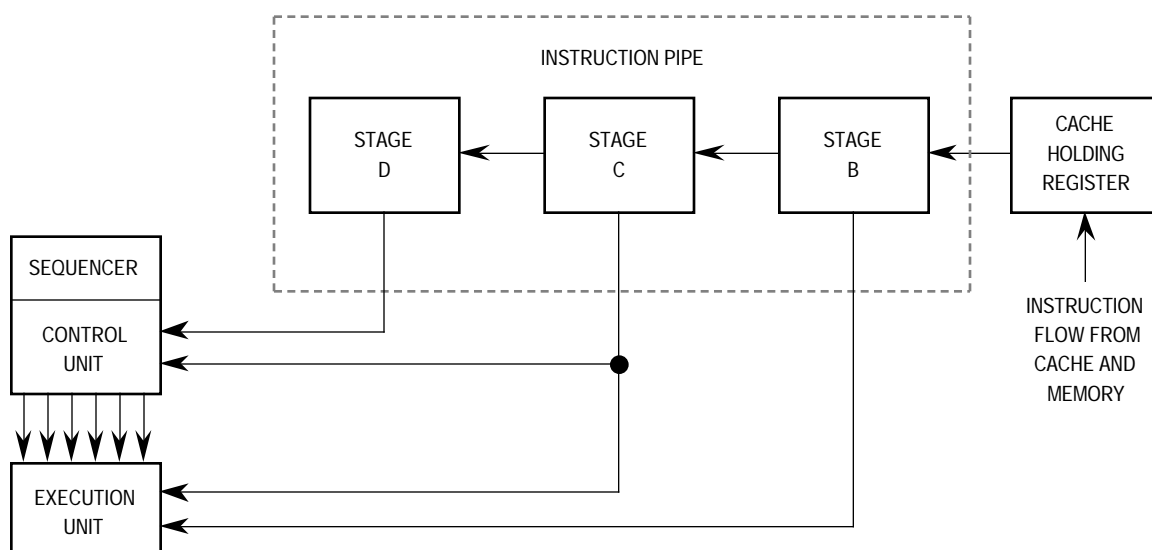 INSTRUCTION PIPE
STAGE
D
STAGE
C
STAGE
B
CACHE
HOLDING
REGISTER
SEQUENCER
CONTROL
UNIT
INSTRUCTION
FLOW FROM
CACHE AND
MEMORY
EXECUTION
UNIT